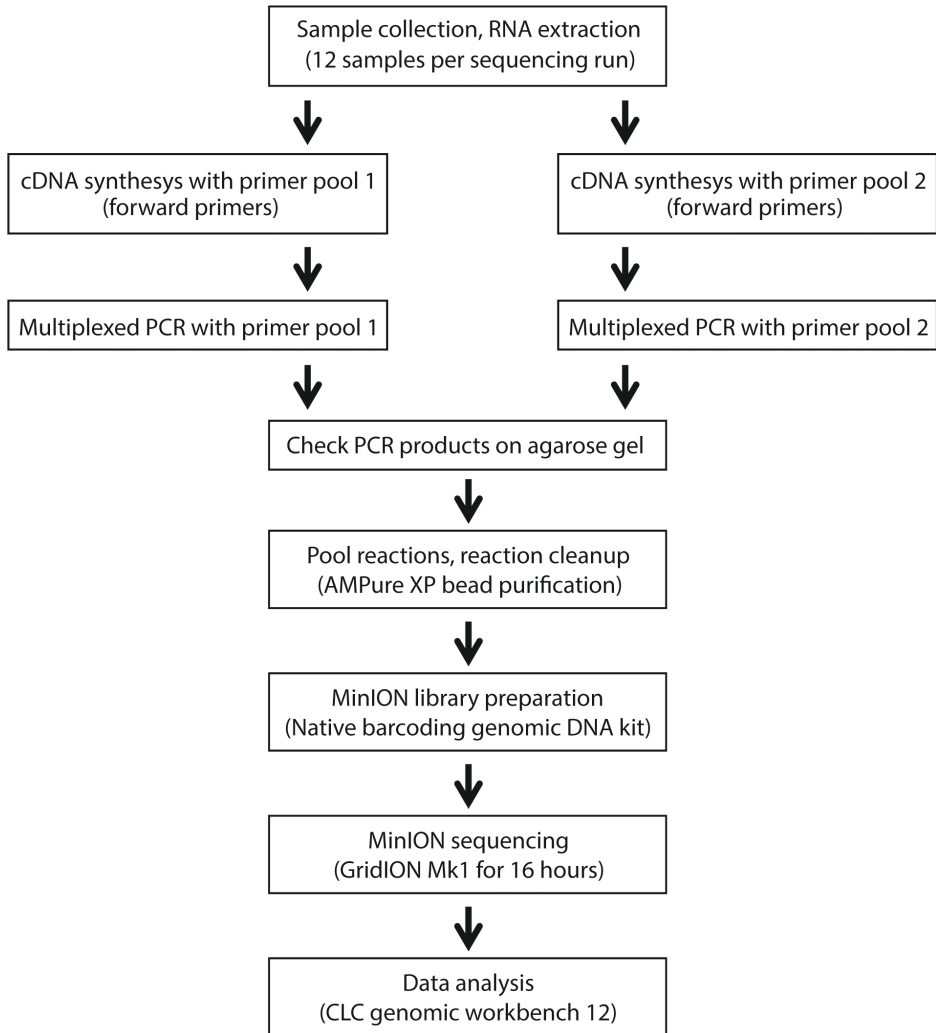 Sample collection, RNA extraction
(12 samples per sequencing run)
cDNA synthesys with primer pool 1
(forward primers)
cDNA synthesys with primer pool 2
(forward primers)
Multiplexed PCR with primer pool 1
Multiplexed PCR with primer pool 2
Check PCR products on agarose gel
Pool reactions, reaction cleanup
(AMPure XP bead purification)
MinION library preparation
(Native barcoding genomic DNA kit)
MinION sequencing
(GridION Mk1 for 16 hours)
Data analysis
(CLC genomic workbench 12)